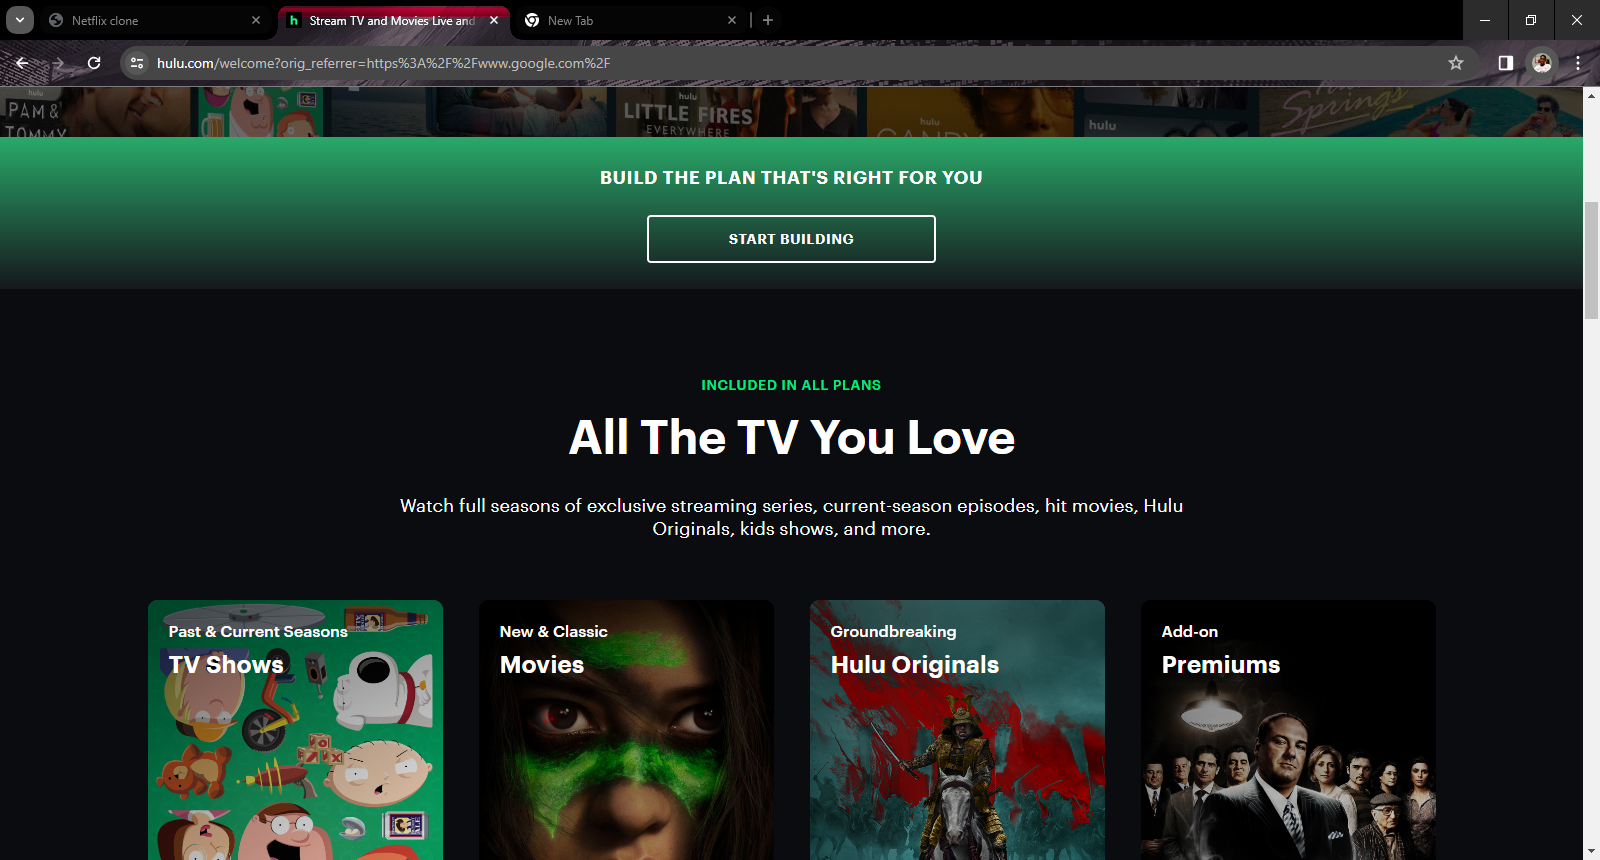 Netflix clone
Stream TV and Movies Live and
New Tab
hulu.com/welcome?orig_referrer=https%3A%2F%2Fwww.google.com%2F
hulu
PAM &
TOMMY
hulu
LITTLE FIRES
EVERYWHERE
hulu
CANDY
hulu
Springs
BUILD THE PLAN THAT'S RIGHT FOR YOU
START BUILDING
INCLUDED IN ALL PLANS
All The TV You Love
Watch full seasons of exclusive streaming series, current-season episodes, hit movies, Hulu
Originals, kids shows, and more.
Past & Current Seasons
TV Shows
New & Classic
Movies
Groundbreaking
Hulu Originals
Add-on
Premiums